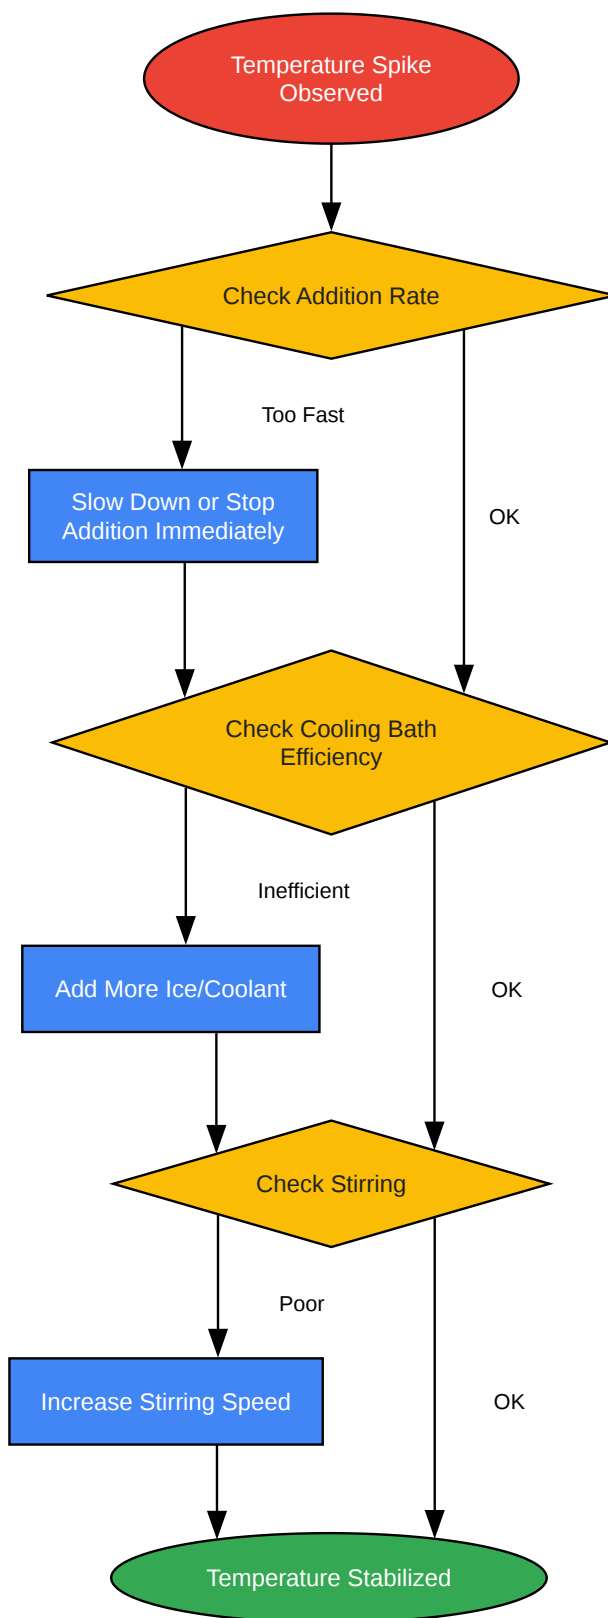 Temperature Spike
Observed
Check Addition Rate
Too Fast
Slow Down or Stop
Addition Immediately
OK
Check Cooling Bath
Efficiency
Inefficient
Add More Ice/Coolant
OK
Check Stirring
Poor
Increase Stirring Speed
OK
Temperature Stabilized